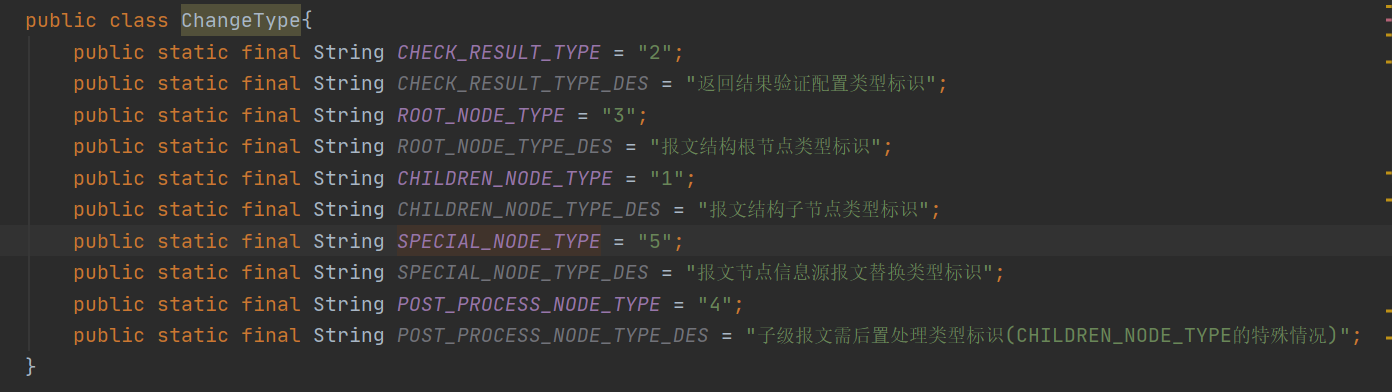 public class ChangeType{
public static final String CHECK_RESULT_TYPE = "2";
public static final String CHECK_RESULT_TYPE_DES = "返回结果验证配置类型标识";
public static final String ROOT_NODE_TYPE = "3";
public static final String ROOT_NODE_TYPE_DES = "报文结构根节点类型标识";
public static final String CHILDREN_NODE_TYPE = "1";
public static final String CHILDREN_NODE_TYPE_DES = "报文结构子节点类型标识";
public static final String SPECIAL_NODE_TYPE = "5";
public static final String SPECIAL_NODE_TYPE_DES = "报文节点信息源报文替换类型标识";
public static final String POST_PROCESS_NODE_TYPE = "4";
public static final String POST_PROCESS_NODE_TYPE_DES = "子级报文需后置处理类型标识(CHILDREN_NODE_TYPE的特殊情况)";
}